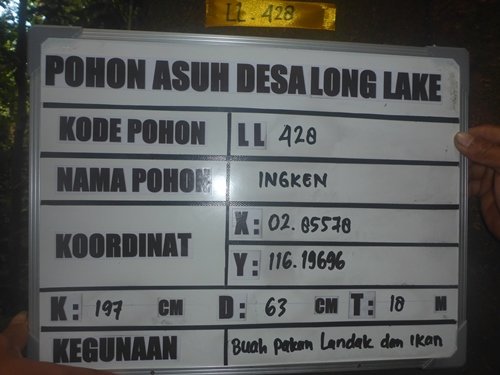 LL. 428
POHON ASUH DESA LONG LAKE
KODE POHON LL 428
NAMA POHON INGKEN
KOORDINAT X: 02.85578
Y: 116.19696
K: 197 CM D: 63 CM T: 18 M
KEGUNAAN Buah Pakan Landak dan Ikan